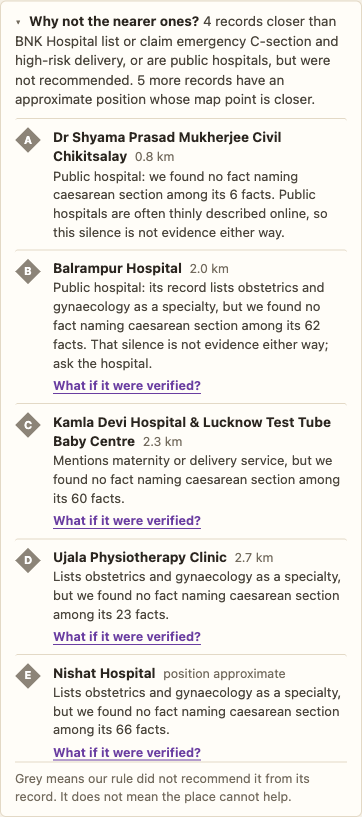 ▾ Why not the nearer ones? 4 records closer than
BNK Hospital list or claim emergency C-section and
high-risk delivery, or are public hospitals, but were
not recommended. 5 more records have an
approximate position whose map point is closer.
A
Dr Shyama Prasad Mukherjee Civil
Chikitsalay 0.8 km
Public hospital: we found no fact naming
caesarean section among its 6 facts. Public
hospitals are often thinly described online, so
this silence is not evidence either way.
B
Balrampur Hospital 2.0 km
Public hospital: its record lists obstetrics and
gynaecology as a specialty, but we found no
fact naming caesarean section among its 62
facts. That silence is not evidence either way;
ask the hospital.
What if it were verified?
C
Kamla Devi Hospital & Lucknow Test Tube
Baby Centre 2.3 km
Mentions maternity or delivery service, but we
found no fact naming caesarean section among
its 60 facts.
What if it were verified?
D
Ujala Physiotherapy Clinic 2.7 km
Lists obstetrics and gynaecology as a specialty,
but we found no fact naming caesarean section
among its 23 facts.
What if it were verified?
E
Nishat Hospital position approximate
Lists obstetrics and gynaecology as a specialty,
but we found no fact naming caesarean section
among its 66 facts.
What if it were verified?
Grey means our rule did not recommend it from its
record. It does not mean the place cannot help.